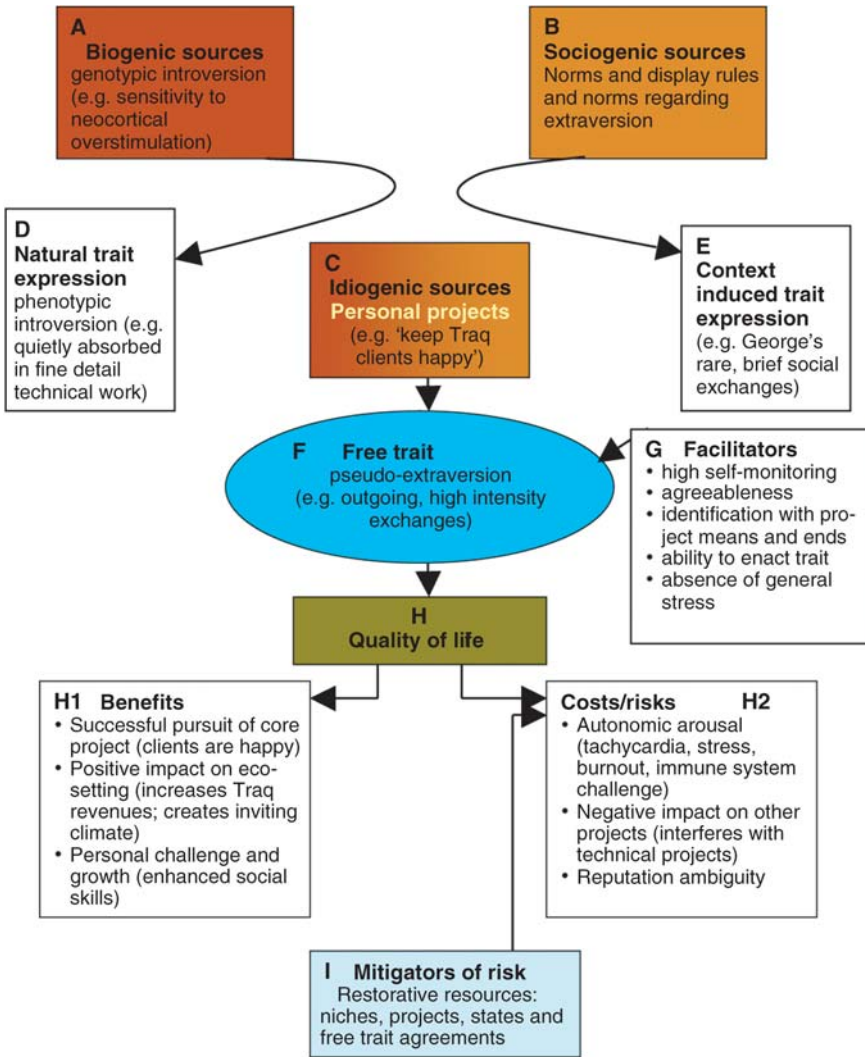 A
Biogenic sources
genotypic introversion
(e.g. sensitivity to
neocortical
overstimulation)
B
Sociogenic sources
Norms and display rules
and norms regarding
extraversion
D
Natural trait
expression
phenotypic
introversion (e.g.
quietly absorbed
in fine detail
technical work)
C
Idiogenic sources
Personal projects
(e.g. ‘keep Traq
clients happy’)
E
Context
induced trait
expression
(e.g. George’s
rare, brief social
exchanges)
F Free trait
pseudo-extraversion
(e.g. outgoing, high intensity
exchanges)
G Facilitators
• high self-monitoring
• agreeableness
• identification with pro-
ject means and ends
• ability to enact trait
• absence of general
stress
H
Quality of life
H1 Benefits
• Successful pursuit of core
project (clients are happy)
• Positive impact on eco-
setting (increases Traq
revenues; creates inviting
climate)
• Personal challenge and
growth (enhanced social
skills)
Costs/risks H2
• Autonomic arousal
(tachycardia, stress,
burnout, immune system
challenge)
• Negative impact on other
projects (interferes with
technical projects)
• Reputation ambiguity
I Mitigators of risk
Restorative resources:
niches, projects, states and
free trait agreements